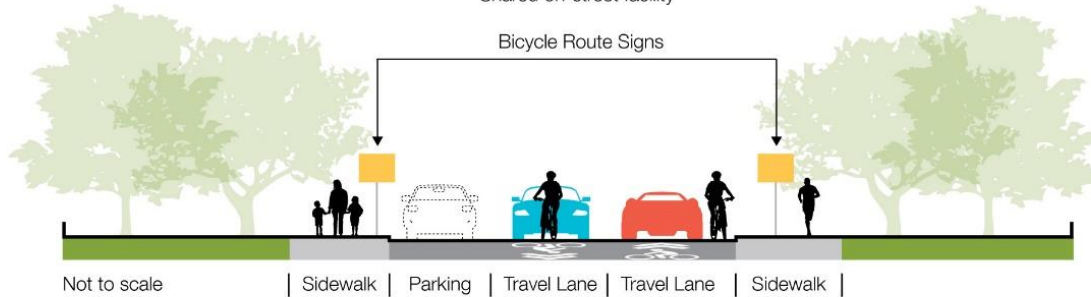 Bicycle Route Signs
Not to scale
Sidewalk
Parking
Travel Lane
Travel Lane
Sidewalk